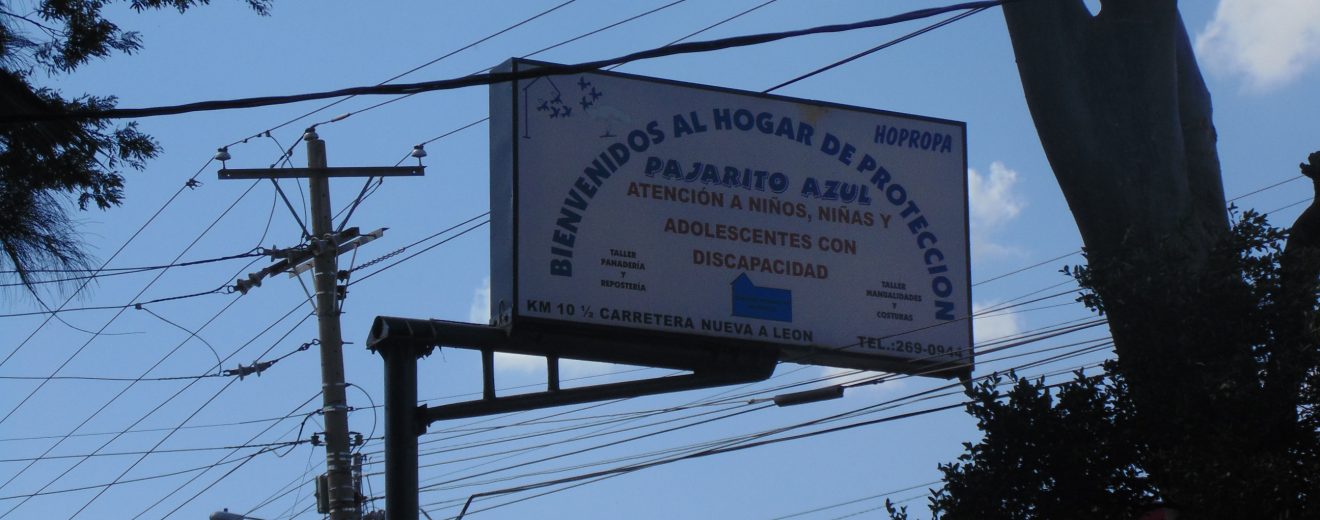 HOPROPA
BIENVENIDOS AL HOGAR DE PROTECCION
PAJARITO AZUL
ATENCIÓN A NIÑOS, NIÑAS Y
ADOLESCENTES CON
DISCAPACIDAD
TALLER
PANADERÍA
Y
REPOSTERÍA
TALLER
MANUALIDADES
Y
COSTURAS
KM 10 ½ CARRETERA NUEVA A LEON
TEL.:269-0944